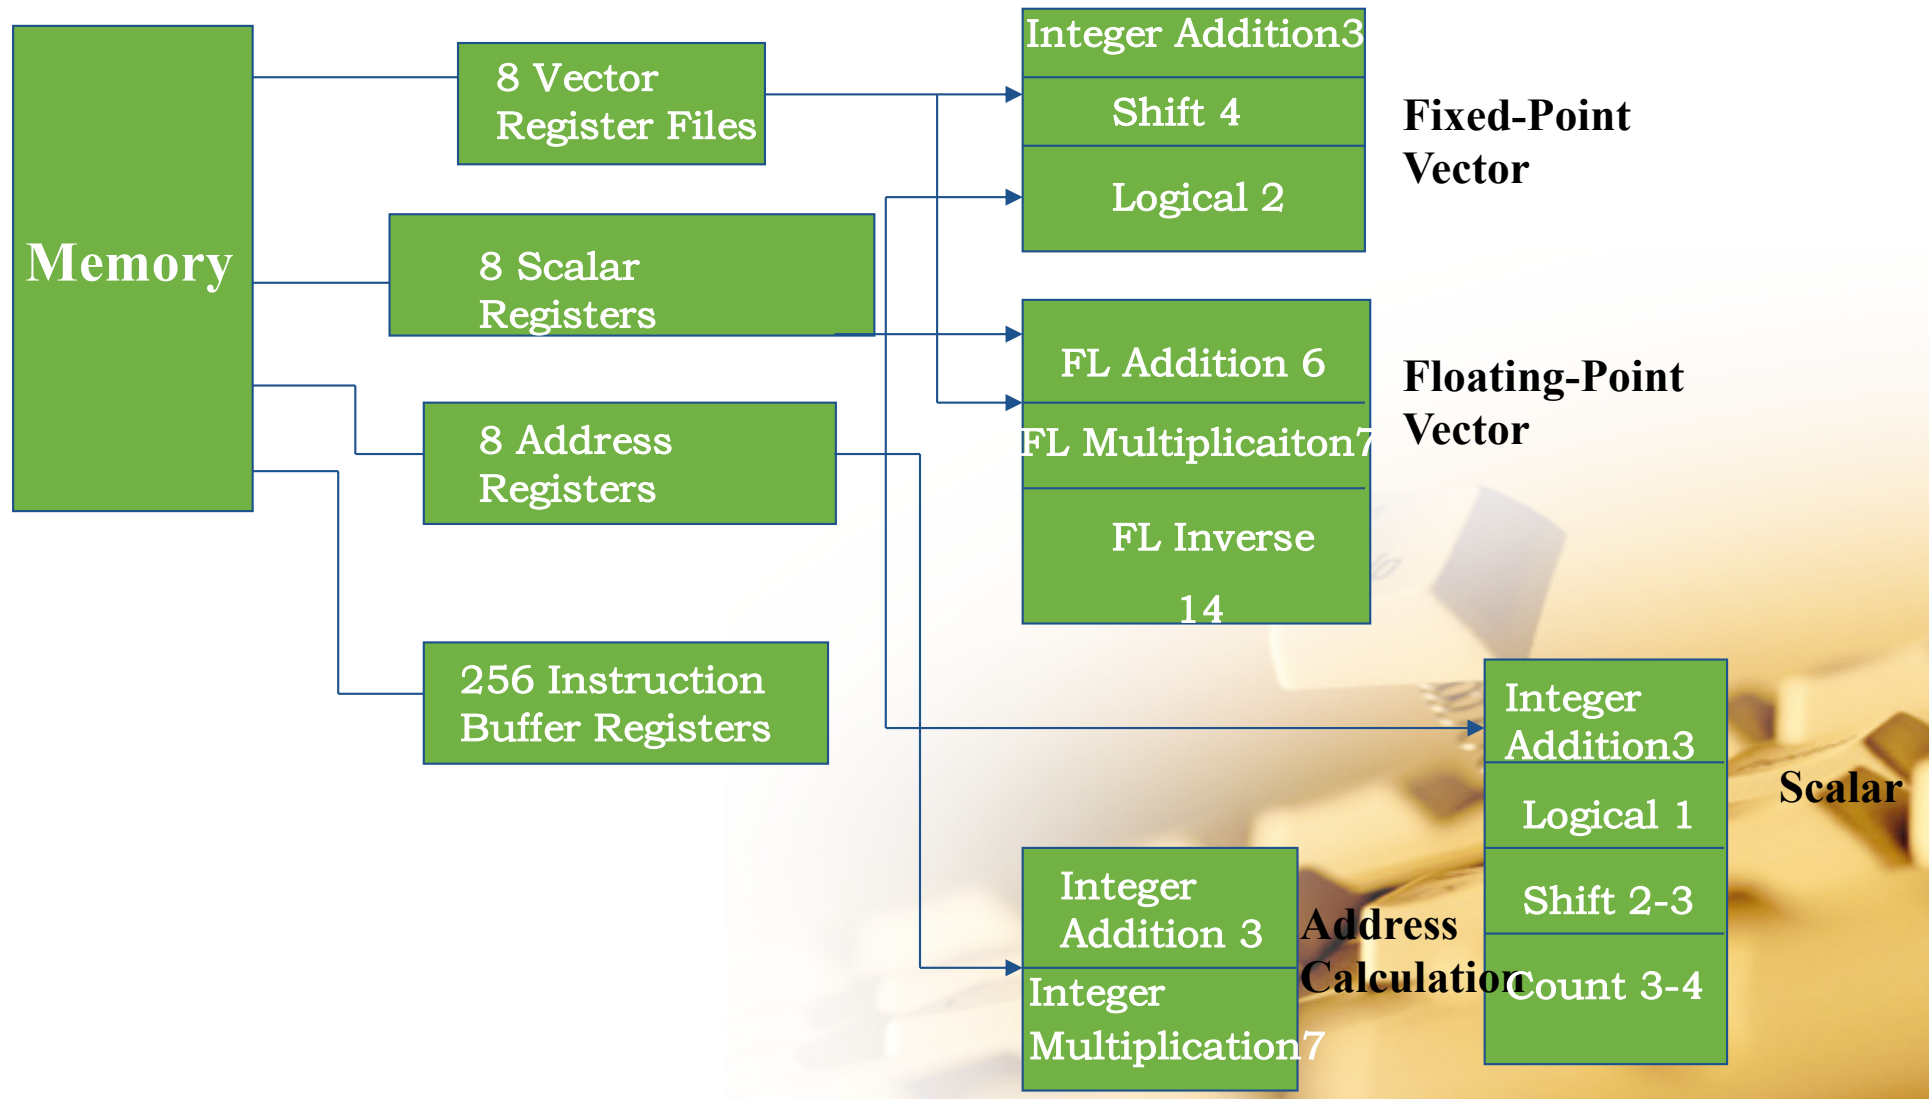 Memory
8 Vector
Register Files
8 Scalar
Registers
8 Address
Registers
256 Instruction
Buffer Registers
Integer Addition3
Shift 4
Logical 2
Fixed-Point
Vector
FL Addition 6
FL Multiplicaiton7
FL Inverse
14
Floating-Point
Vector
Integer
Addition 3
Integer
Multiplication7
Address
Calculation
Integer
Addition3
Logical 1
Shift 2-3
Count 3-4
Scalar